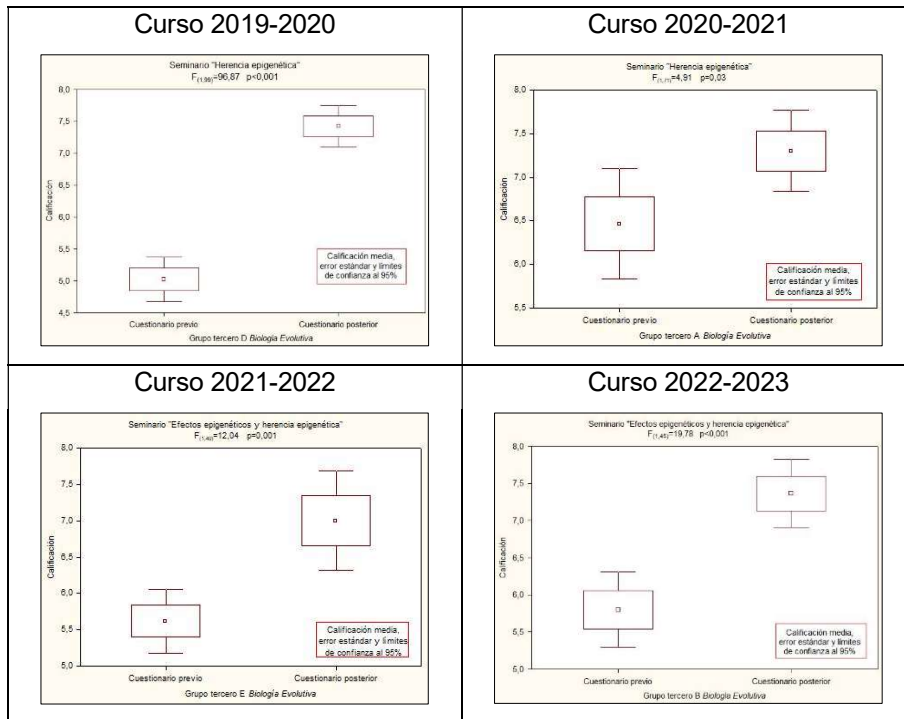 Curso 2019-2020
Seminario "Herencia epigenética"
F(1,99)=96,87 p<0,001
8,0
7,5
7,0
6,5
6,0
5,5
5,0
4,5
Calificación
Calificación media,
error estándar y límites
de confianza al 95%
Cuestionario previo
Cuestionario posterior
Grupo tercero D Biología Evolutiva
Curso 2020-2021
Seminario "Herencia epigenética"
F(1,71)=4,91 p=0,03
8,0
7,5
7,0
6,5
6,0
5,5
Calificación
Calificación media,
error estándar y límites
de confianza al 95%
Cuestionario previo
Cuestionario posterior
Grupo tercero A Biología Evolutiva
Curso 2021-2022
Seminario "Efectos epigenéticos y herencia epigenética"
=12,04 p=0,001
8,0
7,5
7,0
6,5
6,0
5,5
5,0
Calificación
Calificación media,
error estándar y límites
de confianza al 95%
Cuestionario previo
Cuestionario posterior
Grupo tercero E Biología Evolutiva
Curso 2022-2023
Seminario "Efectos epigenéticos y herencia epigenética"
=19,78 p<0,001
8,0
7,5
7,0
6,5
6,0
5,5
5,0
Calificación
Calificación media,
error estándar y límites
de confianza al 95%
Cuestionario previo
Cuestionario posterior
Grupo tercero B Biología Evolutiva